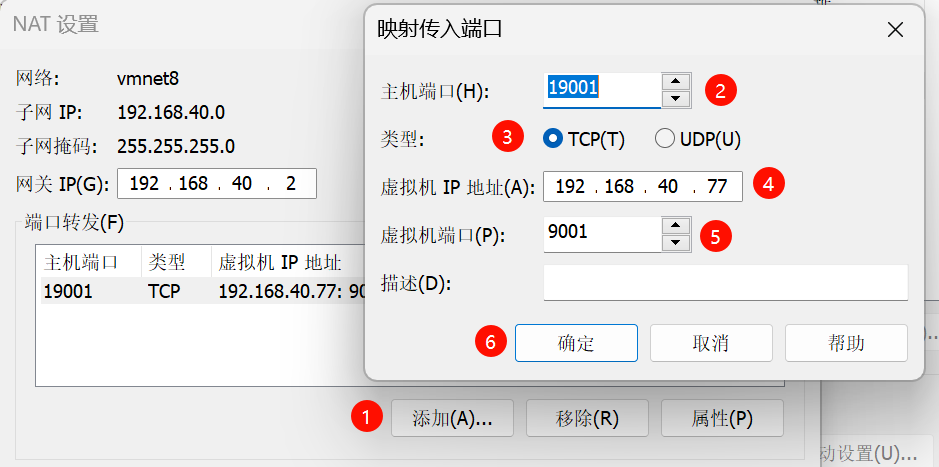 NAT 设置
网络: vmnet8
子网 IP: 192.168.40.0
子网掩码: 255.255.255.0
网关 IP(G): 192 . 168 . 40 . 2
端口转发(F)
主机端口 类型 虚拟机 IP 地址
19001 TCP 192.168.40.77: 90
1 添加(A)... 移除(R) 属性(P)
映射传入端口
主机端口(H): 19001 2
类型: 3 TCP(T) UDP(U)
虚拟机 IP 地址(A): 192 . 168 . 40 . 77 4
虚拟机端口(P): 9001 5
描述(D):
6 确定 取消 帮助
动设置(U)...